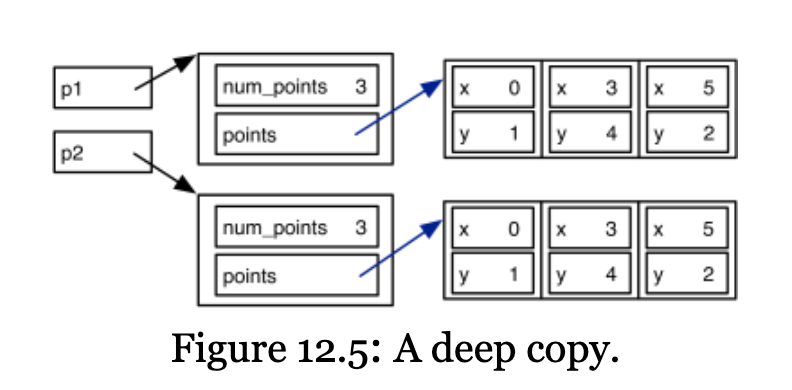 p1
num_points 3
points
x 0 x 3 x 5
y 1 y 4 y 2
p2
num_points 3
points
x 0 x 3 x 5
y 1 y 4 y 2
Figure 12.5: A deep copy.